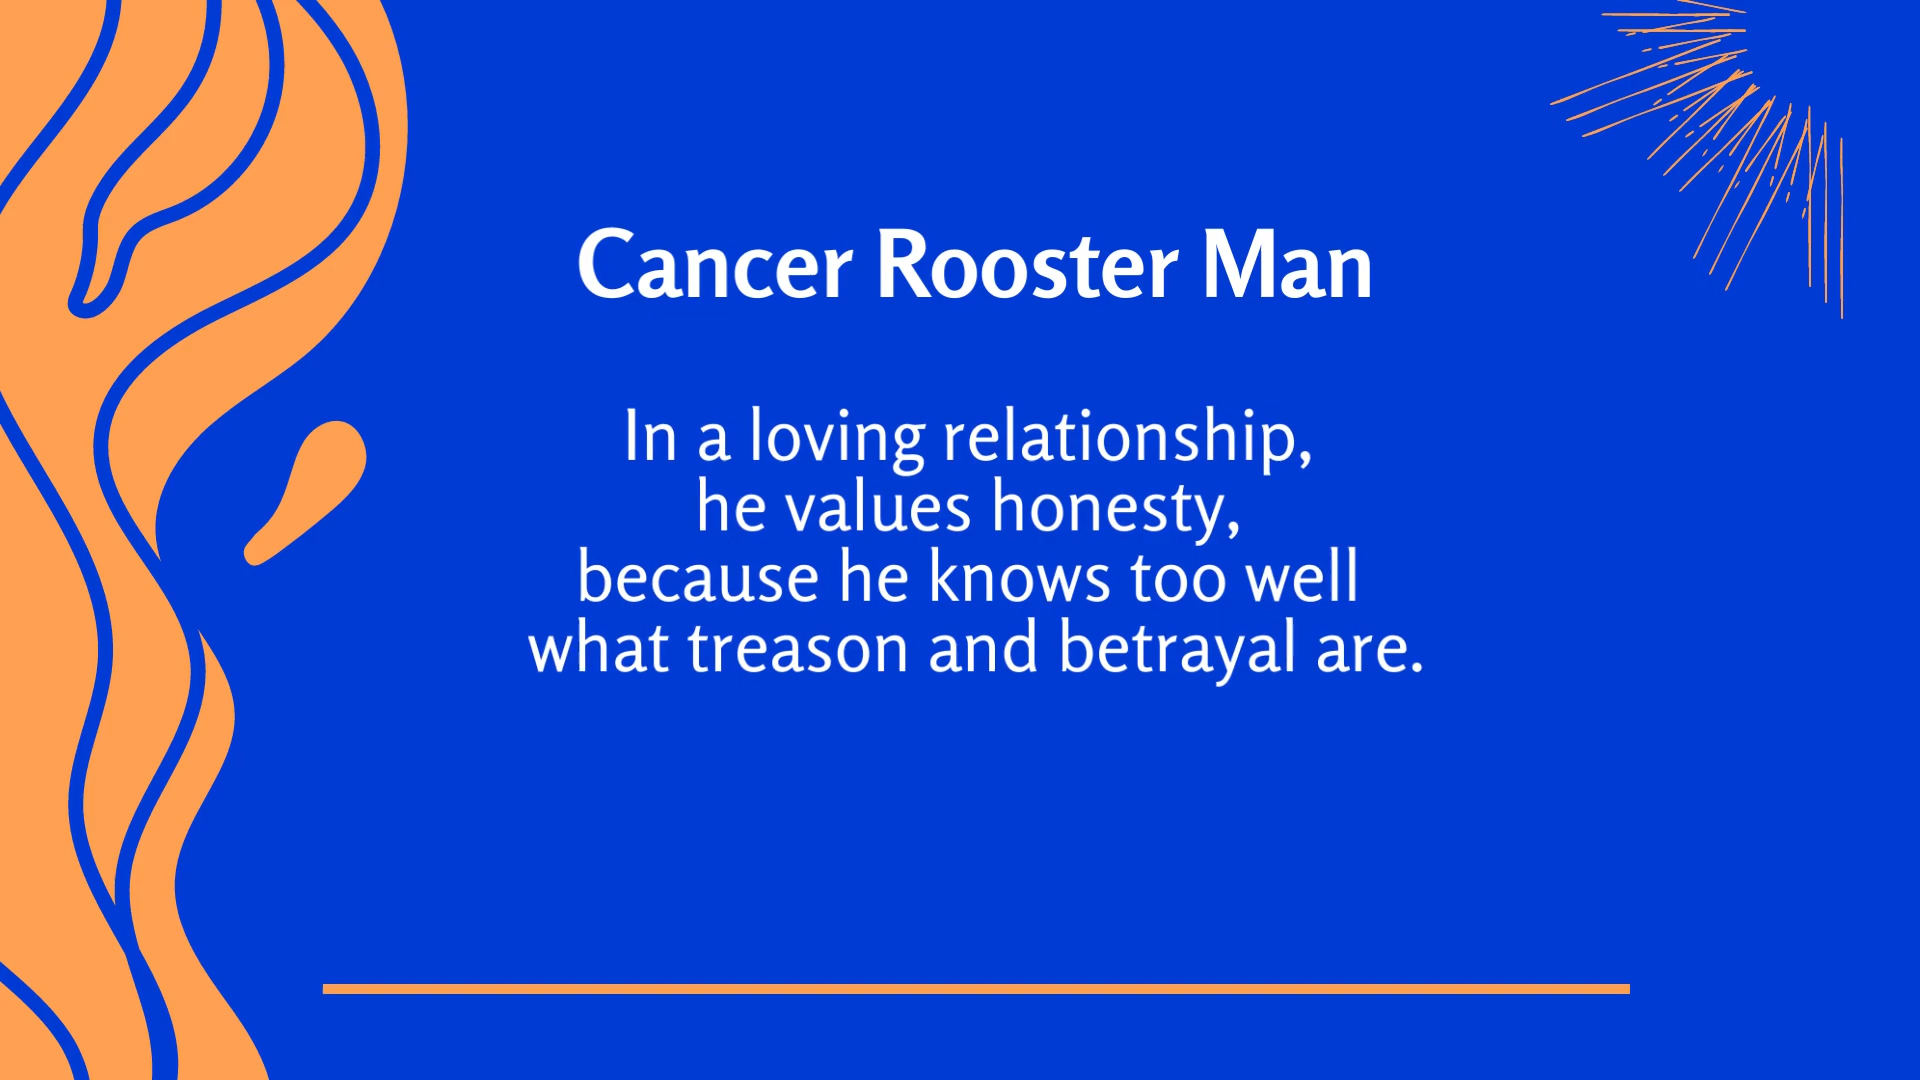 Cancer Rooster Man
In a loving relationship,
he values honesty,
because he knows too well
what treason and betrayal are.